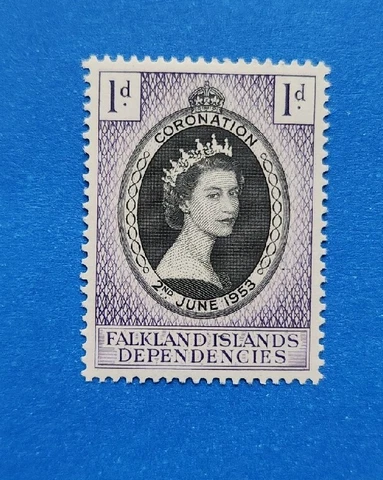 1d. 1d.
CORONATION
2ND JUNE 1953
FALKLAND ISLANDS
DEPENDENCIES